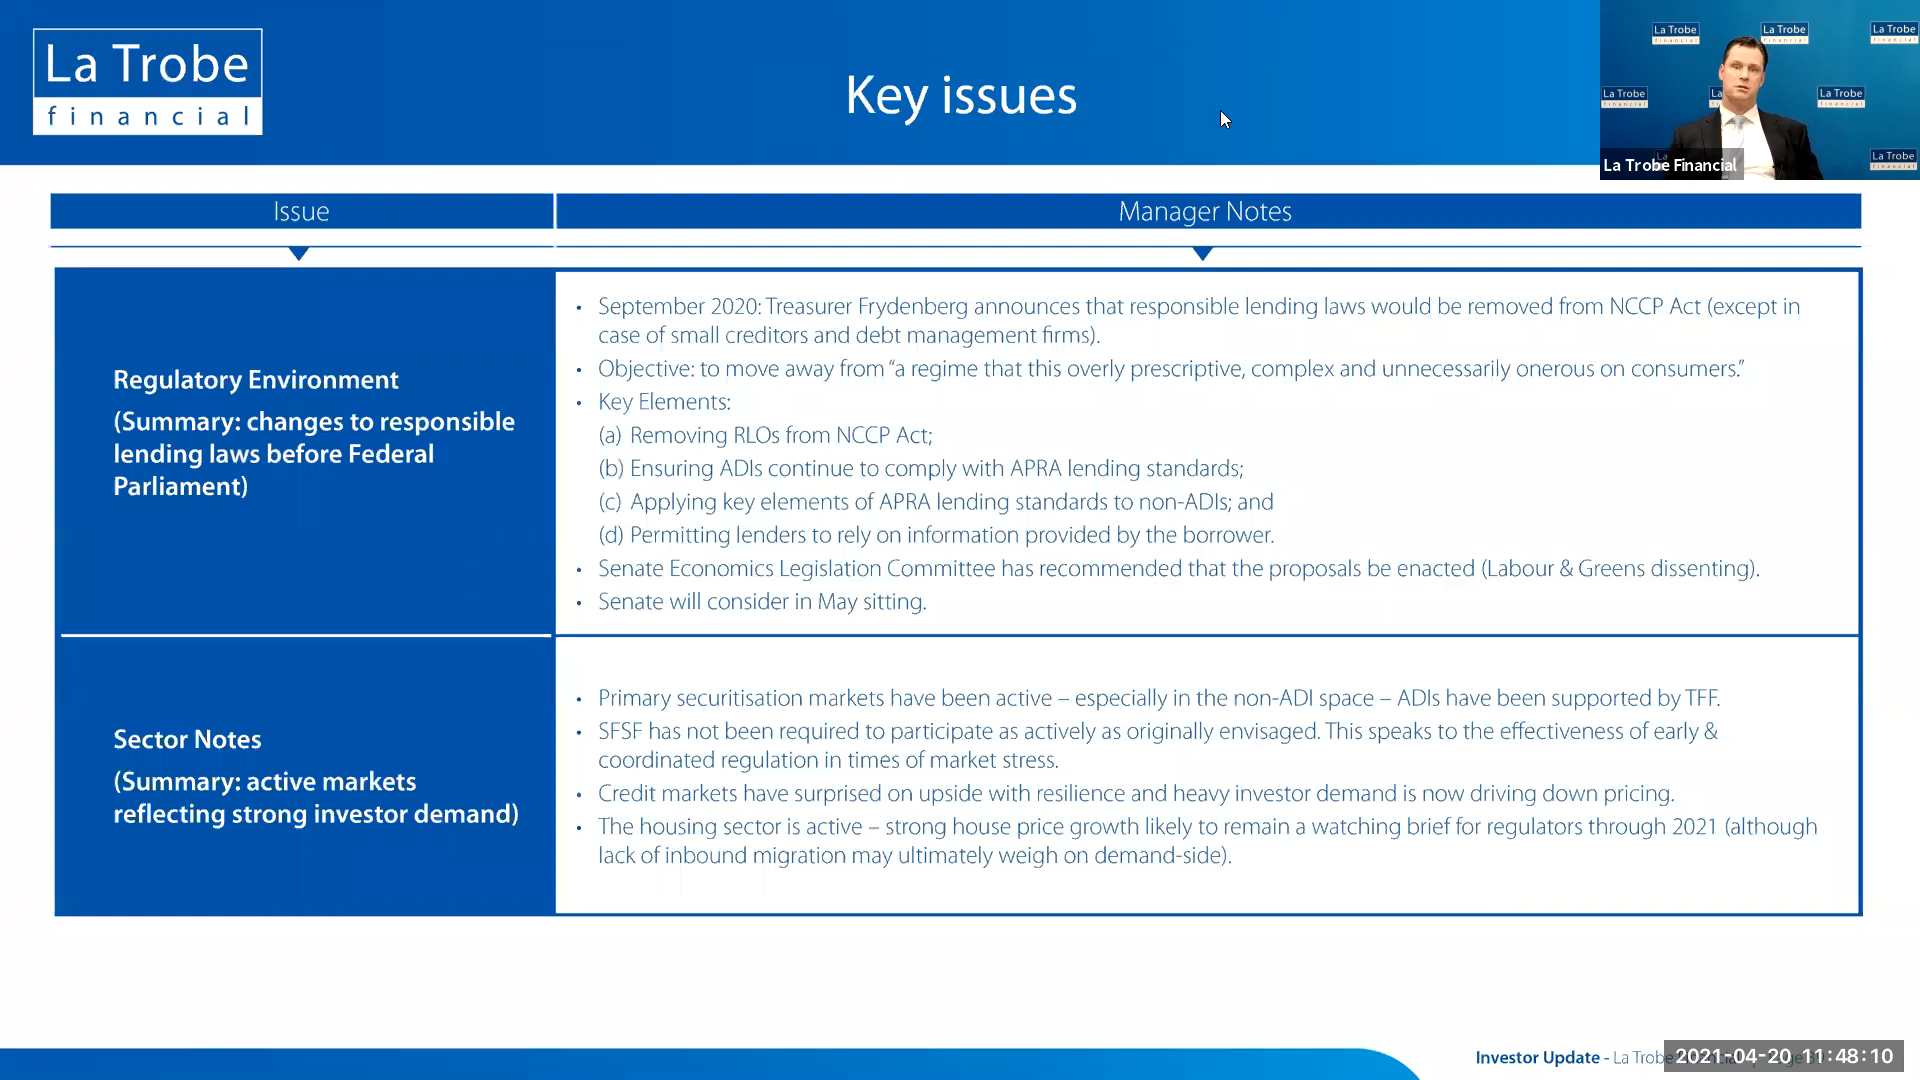 La Trobe
financial
Key issues
La Trobe
financial
La Trobe
financial
La Trobe
financial
La Trobe
financial
La Trobe
financial
La Trobe
financial
La Trobe Financial
Issue
Manager Notes
Regulatory Environment
(Summary: changes to responsible
lending laws before Federal
Parliament)
• September 2020: Treasurer Frydenberg announces that responsible lending laws would be removed from NCCP Act (except in
case of small creditors and debt management firms).
• Objective: to move away from “a regime that this overly prescriptive, complex and unnecessarily onerous on consumers.”
• Key Elements:
(a) Removing RLOs from NCCP Act;
(b) Ensuring ADIs continue to comply with APRA lending standards;
(c) Applying key elements of APRA lending standards to non-ADIs; and
(d) Permitting lenders to rely on information provided by the borrower.
• Senate Economics Legislation Committee has recommended that the proposals be enacted (Labour & Greens dissenting).
• Senate will consider in May sitting.
Sector Notes
(Summary: active markets
reflecting strong investor demand)
• Primary securitisation markets have been active – especially in the non-ADI space – ADIs have been supported by TFF.
• SFSF has not been required to participate as actively as originally envisaged. This speaks to the effectiveness of early &
coordinated regulation in times of market stress.
• Credit markets have surprised on upside with resilience and heavy investor demand is now driving down pricing.
• The housing sector is active – strong house price growth likely to remain a watching brief for regulators through 2021 (although
lack of inbound migration may ultimately weigh on demand-side).
Investor Update - La Trobe
2021-04-20 11:48:10